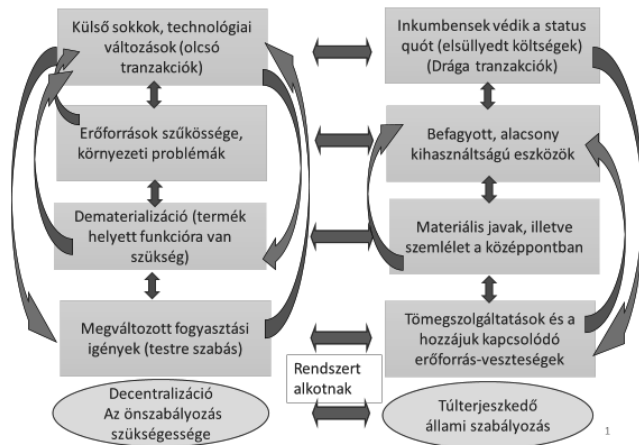 Külső sokkok, technológiai
változások (olcsó
tranzakciók)
Erőforrások szűkössége,
környezeti problémák
Dematerializáció (termék
helyett funkcióra van
szükség)
Megváltozott fogyasztási
igények (testre szabás)
Decentralizáció
Az önszabályozás
szükségessége
Inkumbensek védik a status
quót (elsüllyedt költségek)
(Drága tranzakciók)
Befagyott, alacsony
kihasználtságú eszközök
Materiális javak, illetve
szemlélet a középpontban
Tömegszolgáltatások és a
hozzájuk kapcsolódó
erőforrás-veszteségek
Rendszert
alkotnak
Túlterjeszkedő
állami szabályozás
1